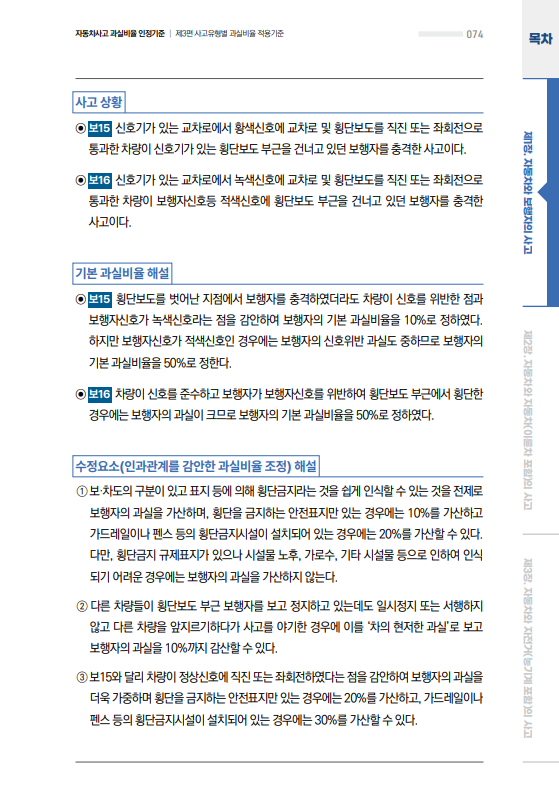 자동차사고 과실비율 인정기준 | 제3편 사고유형별 과실비율 적용기준
074
목차
사고 상황
◉ 보15 신호기가 있는 교차로에서 황색신호에 교차로 및 횡단보도를 직진 또는 좌회전으로
통과한 차량이 신호기가 있는 횡단보도 부근을 건너고 있던 보행자를 충격한 사고이다.
◉ 보16 신호기가 있는 교차로에서 녹색신호에 교차로 및 횡단보도를 직진 또는 좌회전으로
통과한 차량이 보행자신호등 적색신호에 횡단보도 부근을 건너고 있던 보행자를 충격한
사고이다.
기본 과실비율 해설
◉ 보15 횡단보도를 벗어난 지점에서 보행자를 충격하였더라도 차량이 신호를 위반한 점과
보행자신호가 녹색신호라는 점을 감안하여 보행자의 기본 과실비율을 10%로 정하였다.
하지만 보행자신호가 적색신호인 경우에는 보행자의 신호위반 과실도 중하므로 보행자의
기본 과실비율을 50%로 정한다.
◉ 보16 차량이 신호를 준수하고 보행자가 보행자신호를 위반하여 횡단보도 부근에서 횡단한
경우에는 보행자의 과실이 크므로 보행자의 기본 과실비율을 50%로 정하였다.
수정요소(인과관계를 감안한 과실비율 조정) 해설
① 보·차도의 구분이 있고 표지 등에 의해 횡단금지라는 것을 쉽게 인식할 수 있는 것을 전제로
보행자의 과실을 가산하며, 횡단을 금지하는 안전표지만 있는 경우에는 10%를 가산하고
가드레일이나 펜스 등의 횡단금지시설이 설치되어 있는 경우에는 20%를 가산할 수 있다.
다만, 횡단금지 규제표지가 있으나 시설물 노후, 가로수, 기타 시설물 등으로 인하여 인식
되기 어려운 경우에는 보행자의 과실을 가산하지 않는다.
② 다른 차량들이 횡단보도 부근 보행자를 보고 정지하고 있는데도 일시정지 또는 서행하지
않고 다른 차량을 앞지르기하다가 사고를 야기한 경우에 이를 '차의 현저한 과실'로 보고
보행자의 과실을 10%까지 감산할 수 있다.
③ 보15와 달리 차량이 정상신호에 직진 또는 좌회전하였다는 점을 감안하여 보행자의 과실을
더욱 가중하며 횡단을 금지하는 안전표지만 있는 경우에는 20%를 가산하고, 가드레일이나
펜스 등의 횡단금지시설이 설치되어 있는 경우에는 30%를 가산할 수 있다.
제1장. 자동차와 보행자의 사고
제2장. 자동차와 자동차(이륜차 포함)의 사고
제3장. 자동차와 자전거(농기계 포함)의 사고